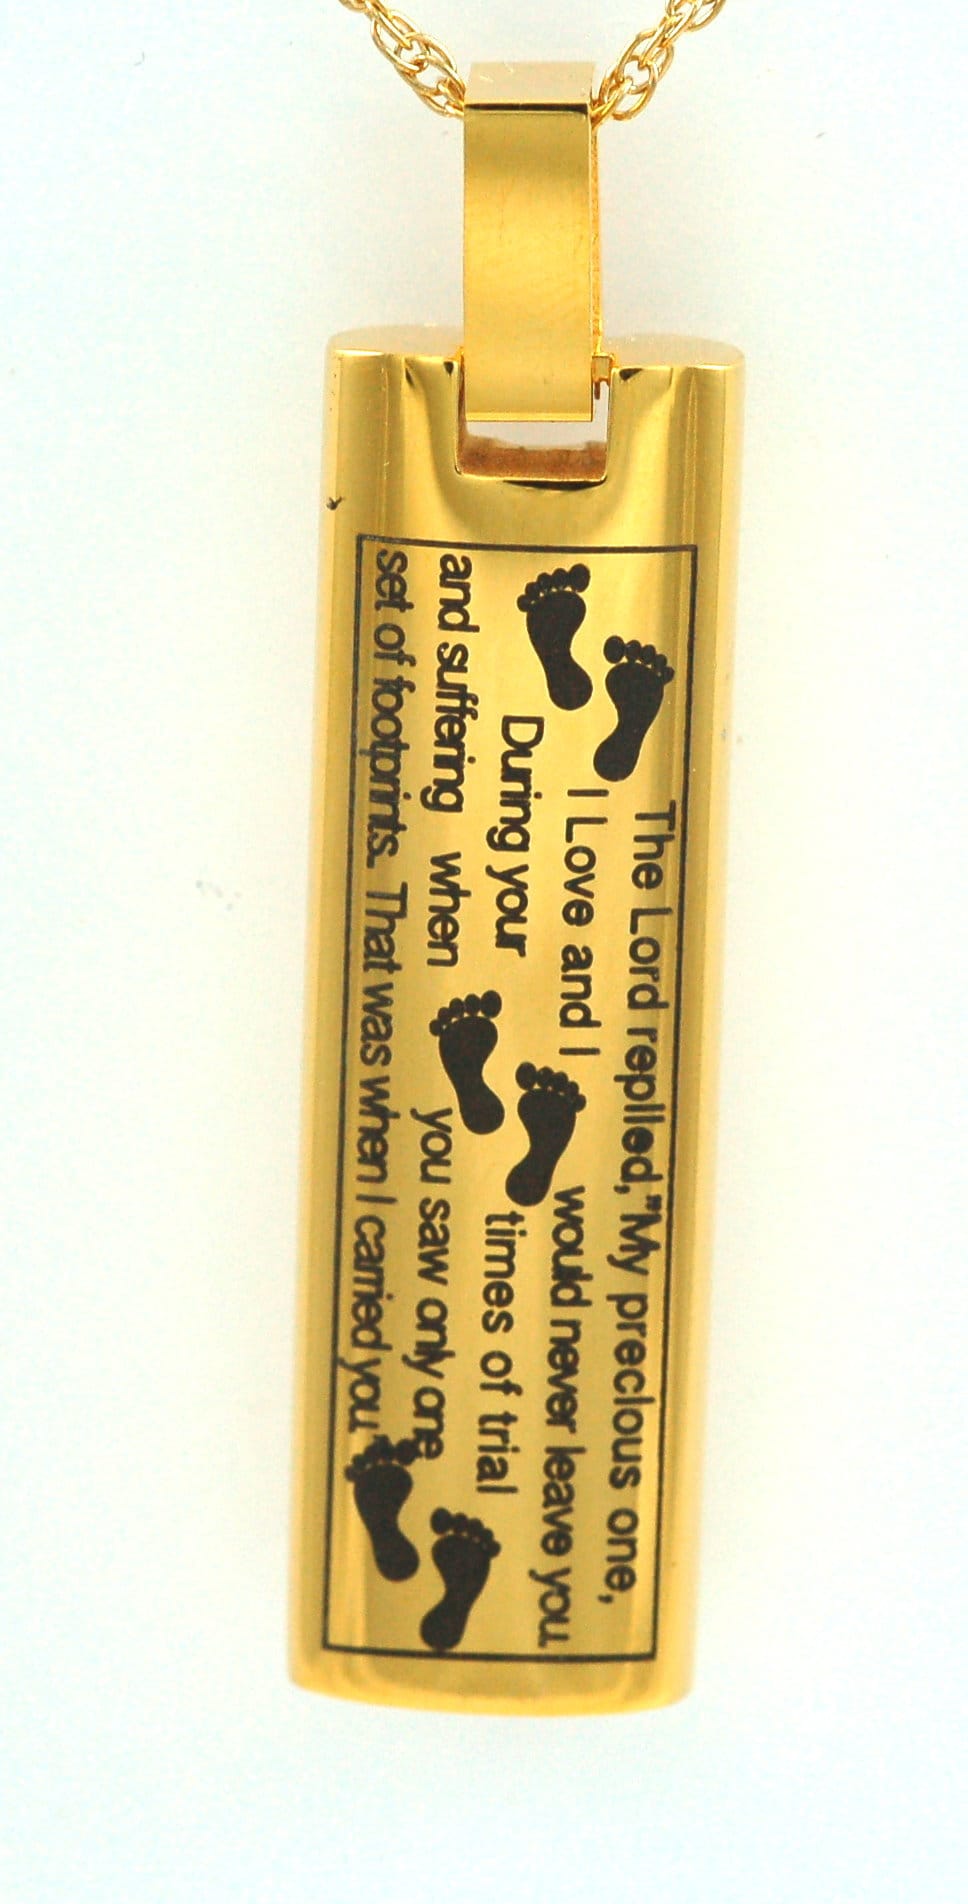 The Lord replied,"My precious one,
I Love and I would never leave you.
During your times of trial
and suffering when you saw only one
set of footprints. That was when I carried you."